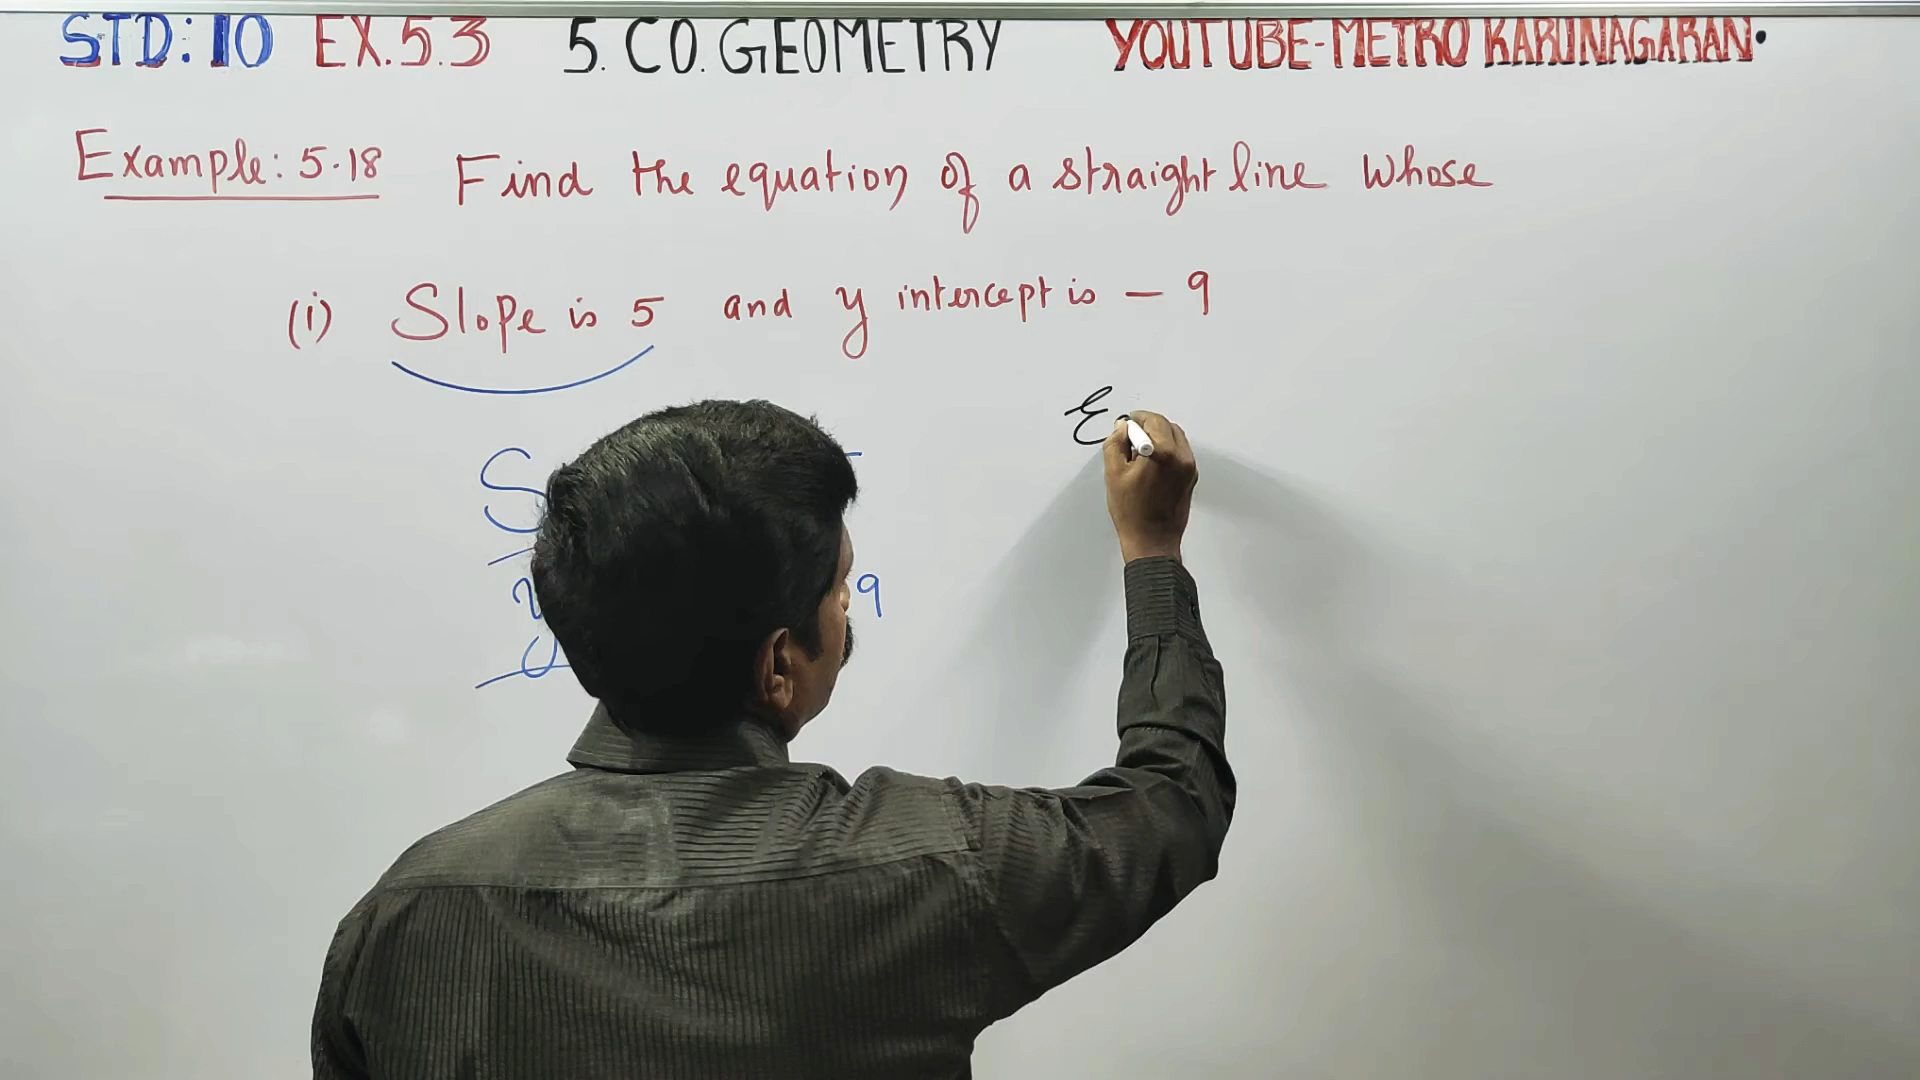 STD: 10 EX.5.3 5. CO. GEOMETRY YOUTUBE-METRO KARUNAGARAN.
Example: 5.18 Find the equation of a straight line whose
(i) Slope is 5 and y intercept is - 9
9